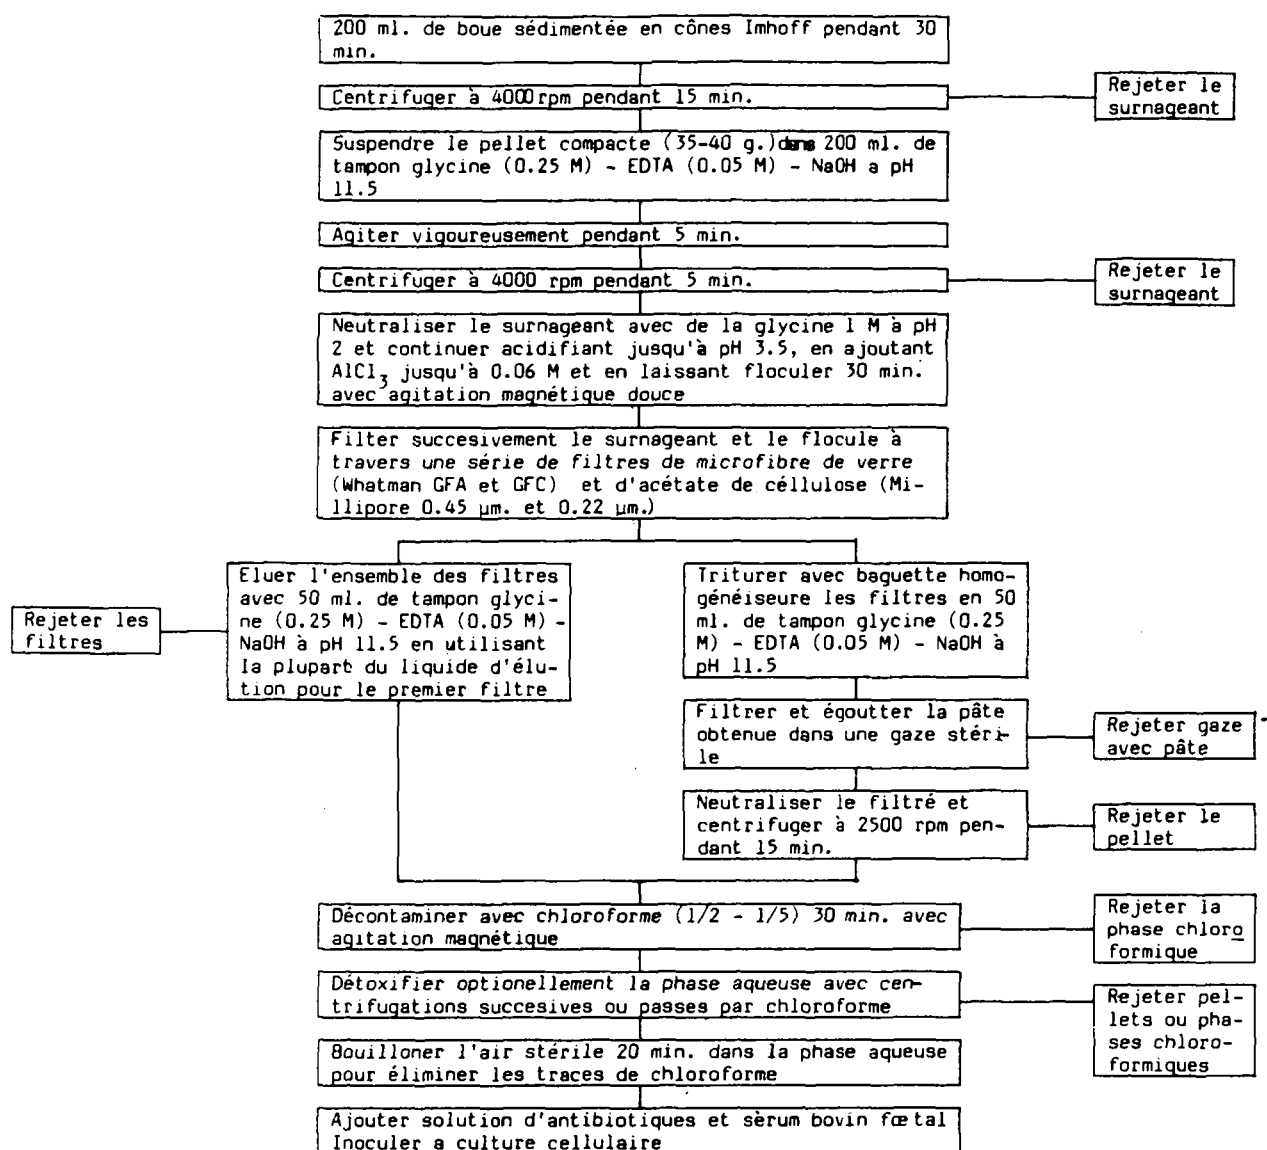 200 ml. de boue sédimentée en cônes Imhoff pendant 30
min.
Centrifuger à 4000 rpm pendant 15 min.
Rejeter le
surnageant
Suspendre le pellet compacte (35-40 g.)dans 200 ml. de
tampon glycine (0.25 M) - EDTA (0.05 M) - NaOH a pH
11.5
Agiter vigoureusement pendant 5 min.
Centrifuger à 4000 rpm pendant 5 min.
Rejeter le
surnageant
Neutraliser le surnageant avec de la glycine 1 M à pH
2 et continuer acidifiant jusqu'à pH 3.5, en ajoutant
AlCl3 jusqu'à 0.06 M et en laissant floculer 30 min.
avec agitation magnétique douce
Filter succesivement le surnageant et le flocule à
travers une série de filtres de microfibre de verre
(Whatman GFA et GFC) et d'acétate de céllulose (Mi-
llipore 0.45 µm. et 0.22 µm.)
Eluer l'ensemble des filtres
avec 50 ml. de tampon glyci-
ne (0.25 M) - EDTA (0.05 M) -
NaOH à pH 11.5 en utilisant
la plupart du liquide d'élu-
tion pour le premier filtre
Rejeter les
filtres
Triturer avec baguette homo-
généiseure les filtres en 50
ml. de tampon glycine (0.25
M) - EDTA (0.05 M) - NaOH à
pH 11.5
Filtrer et égoutter la pâte
obtenue dans une gaze stéri-
le
Rejeter gaze
avec pâte
Neutraliser le filtré et
centrifuger à 2500 rpm pen-
dant 15 min.
Rejeter le
pellet
Décontaminer avec chloroforme (1/2 - 1/5) 30 min. avec
agitation magnétique
Rejeter la
phase chloro
formique
Détoxifier optionellement la phase aqueuse avec cen-
trifugations succesives ou passes par chloroforme
Rejeter pel-
lets ou pha-
ses chloro-
formiques
Bouilloner l'air stérile 20 min. dans la phase aqueuse
pour éliminer les traces de chloroforme
Ajouter solution d'antibiotiques et sèrum bovin fœtal
Inoculer a culture cellulaire